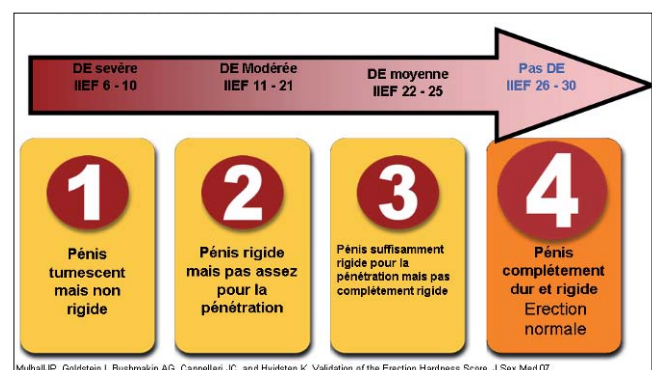 DE sevère
IIEF 6 - 10
DE Modérée
IIEF 11 - 21
DE moyenne
IIEF 22 - 25
Pas DE
IIEF 26 - 30
1
Pénis
tumescent
mais non
rigide
2
Pénis rigide
mais pas assez
pour la
pénétration
3
Pénis suffisamment
rigide pour la
pénétration mais pas
complétement rigide
4
Pénis
complétement
dur et rigide
Erection
normale
MulhallJP, Goldstein I, Bushmakin AG, Cappelleri JC, and Hvidsten K. Validation of the Erection Hardness Score. J Sex Med 07